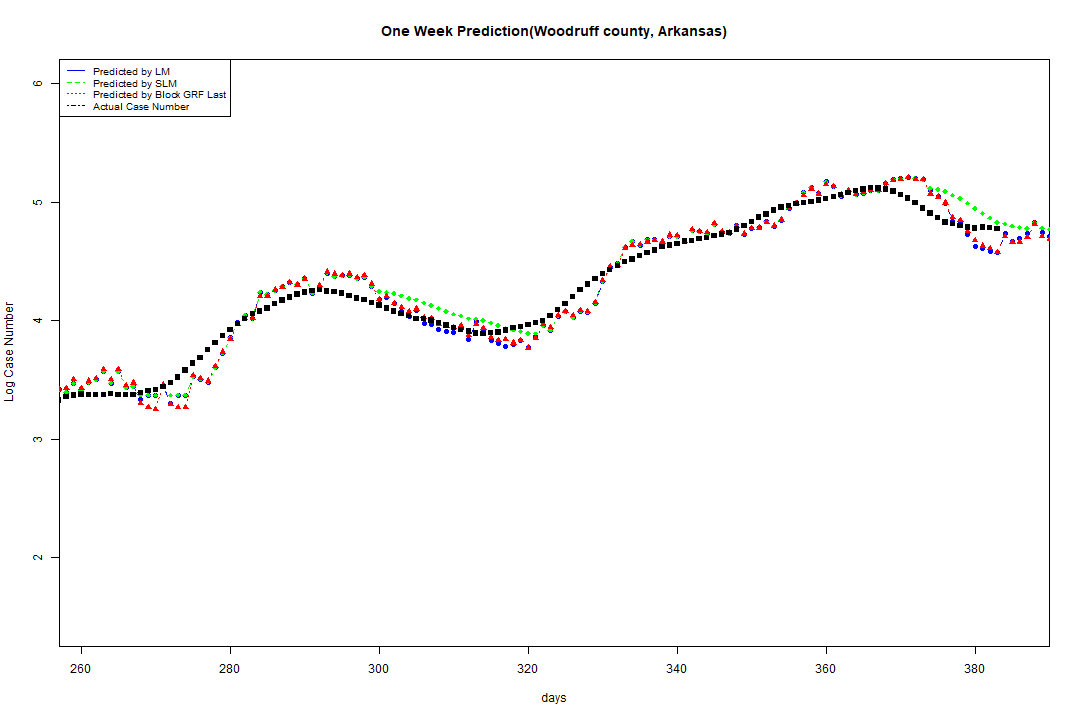 One Week Prediction(Woodruff county, Arkansas)
Predicted by LM
Predicted by SLM
Predicted by Block GRF Last
Actual Case Number
6
5
4
3
2
Log Case Number
260 280 300 320 340 360 380
days